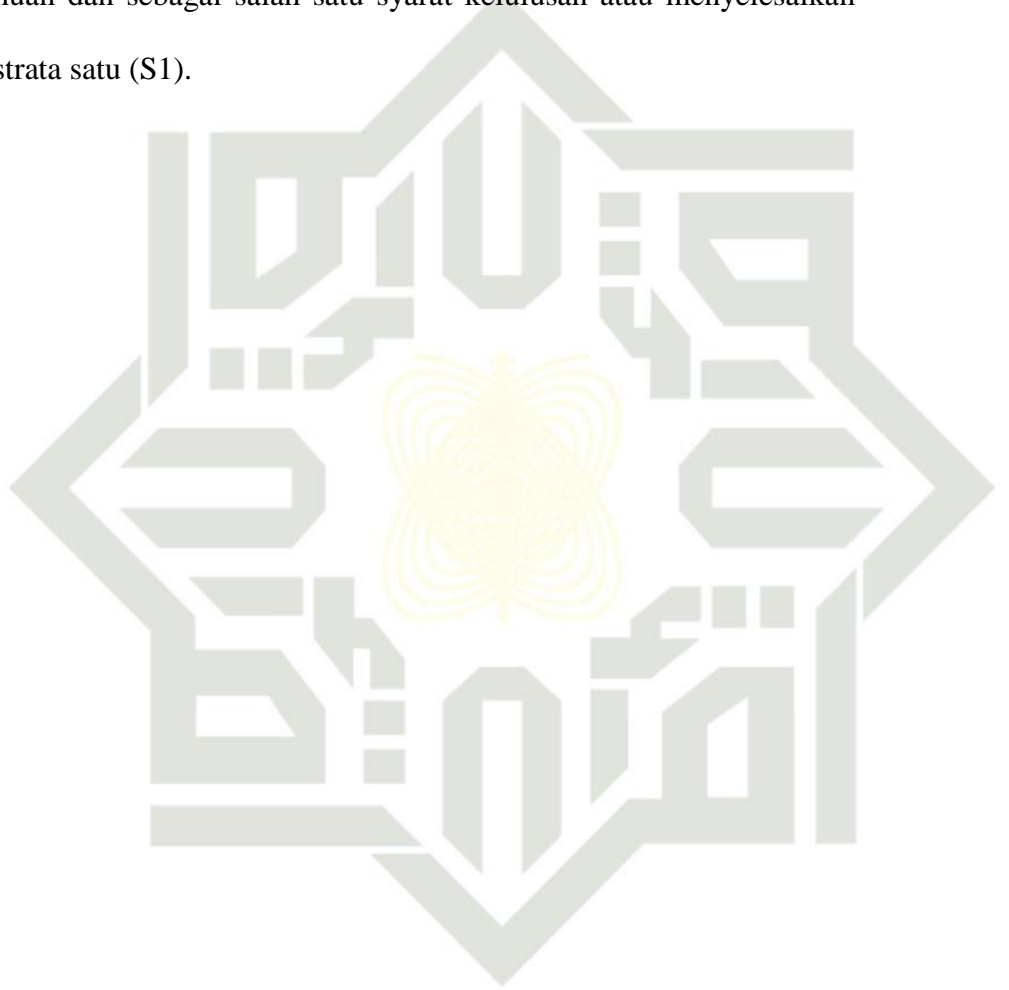 dan sebagai salah satu syarat kelulusan atau menyelesaikan
strata satu (S1).